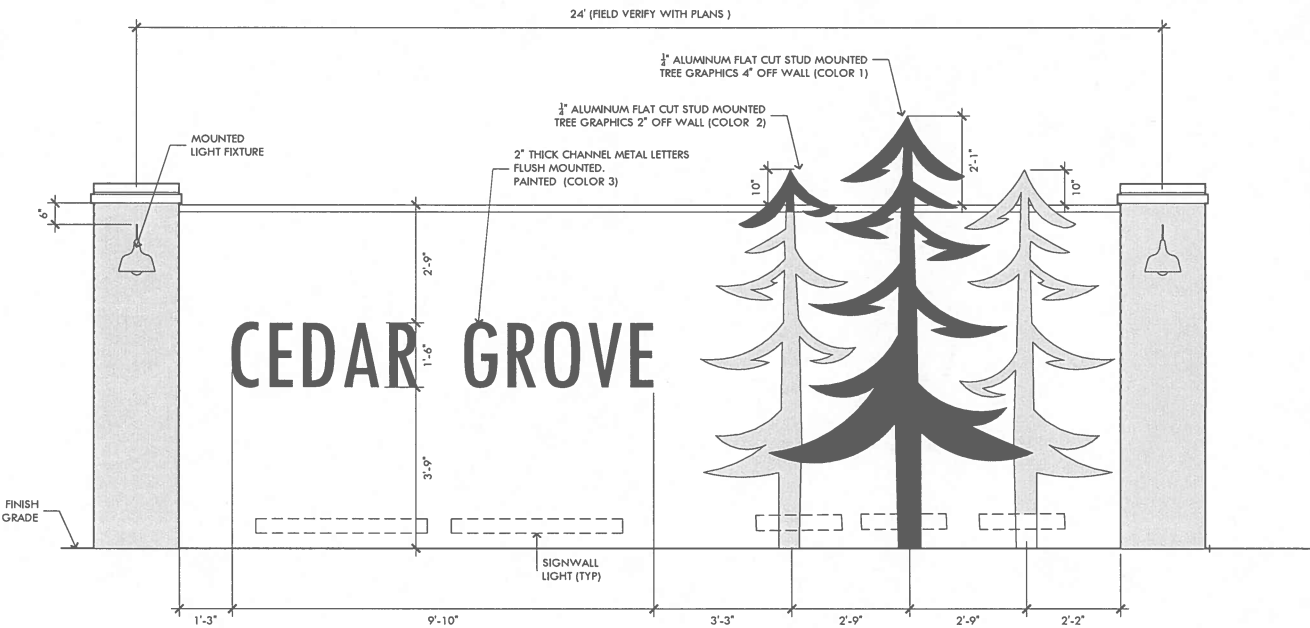 24' (FIELD VERIFY WITH PLANS )
1/4" ALUMINUM FLAT CUT STUD MOUNTED
TREE GRAPHICS 4" OFF WALL (COLOR 1)
1/4" ALUMINUM FLAT CUT STUD MOUNTED
TREE GRAPHICS 2" OFF WALL (COLOR 2)
MOUNTED
LIGHT FIXTURE
2" THICK CHANNEL METAL LETTERS
FLUSH MOUNTED.
PAINTED (COLOR 3)
2'-1"
10"
10"
6"
2'-9"
CEDAR GROVE
1'-6"
3'-9"
FINISH
GRADE
SIGNWALL
LIGHT (TYP)
1'-3"
9'-10"
3'-3"
2'-9"
2'-9"
2'-2"